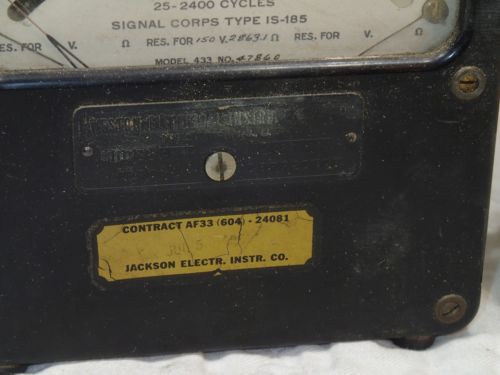 25-2400 CYCLES
SIGNAL CORPS TYPE IS-185
RES. FOR V. Ω RES. FOR 150 V. 2863.1 Ω RES. FOR V. Ω
MODEL 433 NO.
CONTRACT AF33 (604) - 24081
JACKSON ELECTR. INSTR. CO.